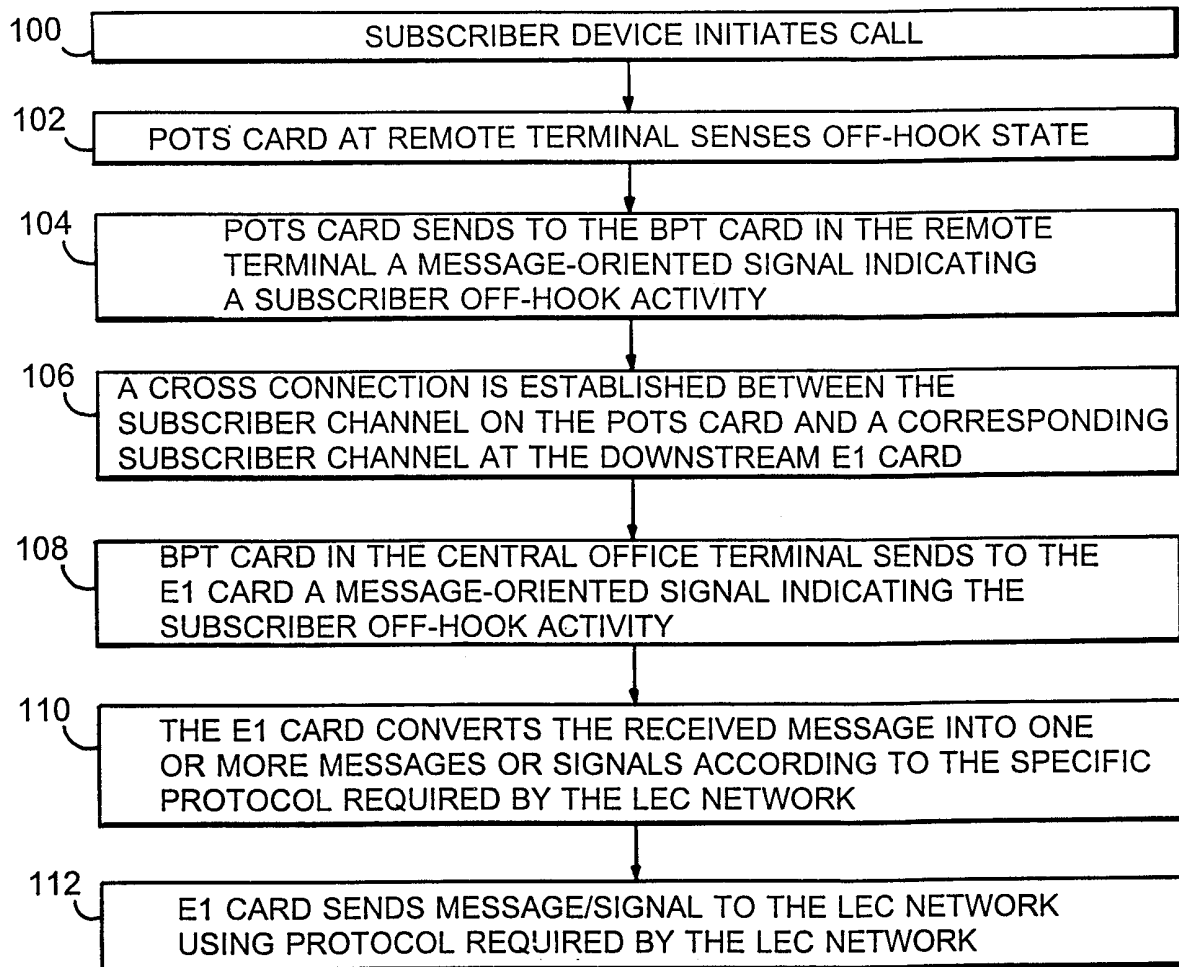 100
SUBSCRIBER DEVICE INITIATES CALL
102
POTS CARD AT REMOTE TERMINAL SENSES OFF-HOOK STATE
104
POTS CARD SENDS TO THE BPT CARD IN THE REMOTE
TERMINAL A MESSAGE-ORIENTED SIGNAL INDICATING
A SUBSCRIBER OFF-HOOK ACTIVITY
106
A CROSS CONNECTION IS ESTABLISHED BETWEEN THE
SUBSCRIBER CHANNEL ON THE POTS CARD AND A CORRESPONDING
SUBSCRIBER CHANNEL AT THE DOWNSTREAM E1 CARD
108
BPT CARD IN THE CENTRAL OFFICE TERMINAL SENDS TO THE
E1 CARD A MESSAGE-ORIENTED SIGNAL INDICATING THE
SUBSCRIBER OFF-HOOK ACTIVITY
110
THE E1 CARD CONVERTS THE RECEIVED MESSAGE INTO ONE
OR MORE MESSAGES OR SIGNALS ACCORDING TO THE SPECIFIC
PROTOCOL REQUIRED BY THE LEC NETWORK
112
E1 CARD SENDS MESSAGE/SIGNAL TO THE LEC NETWORK
USING PROTOCOL REQUIRED BY THE LEC NETWORK